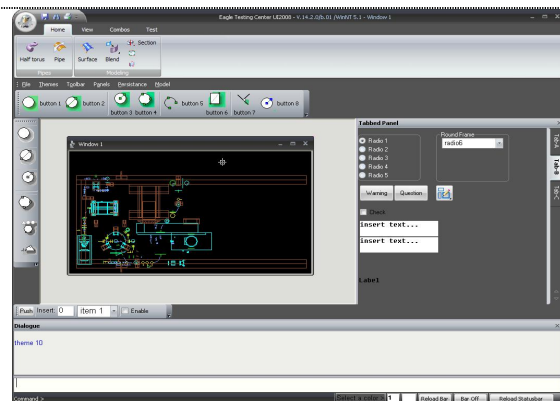 Eagle Testing Center UI2008 - V.14.2.0/b.01 /WinNT 5.1 - Window 1
Home View Combos Test
Half torus Pipe Surface Blend Section
Pipes Modeling
File Themes Toolbar Panels Persistance Model
button 1 button 2 button 3 button 4 button 5 button 6 button 7 button 8
Tabbed Panel
Window 1
Radio 1
Radio 2
Radio 3
Radio 4
Radio 5
Round Frame
radio6
Tab-A
Tab-B
Tab-C
Warning Question
Check
insert text...
insert text...
Label
Push Insert: 0 item 1 Enable
Dialogue
theme 10
Command >
Select a color # 1 Reload Bar Bar Off Reload Statusbar